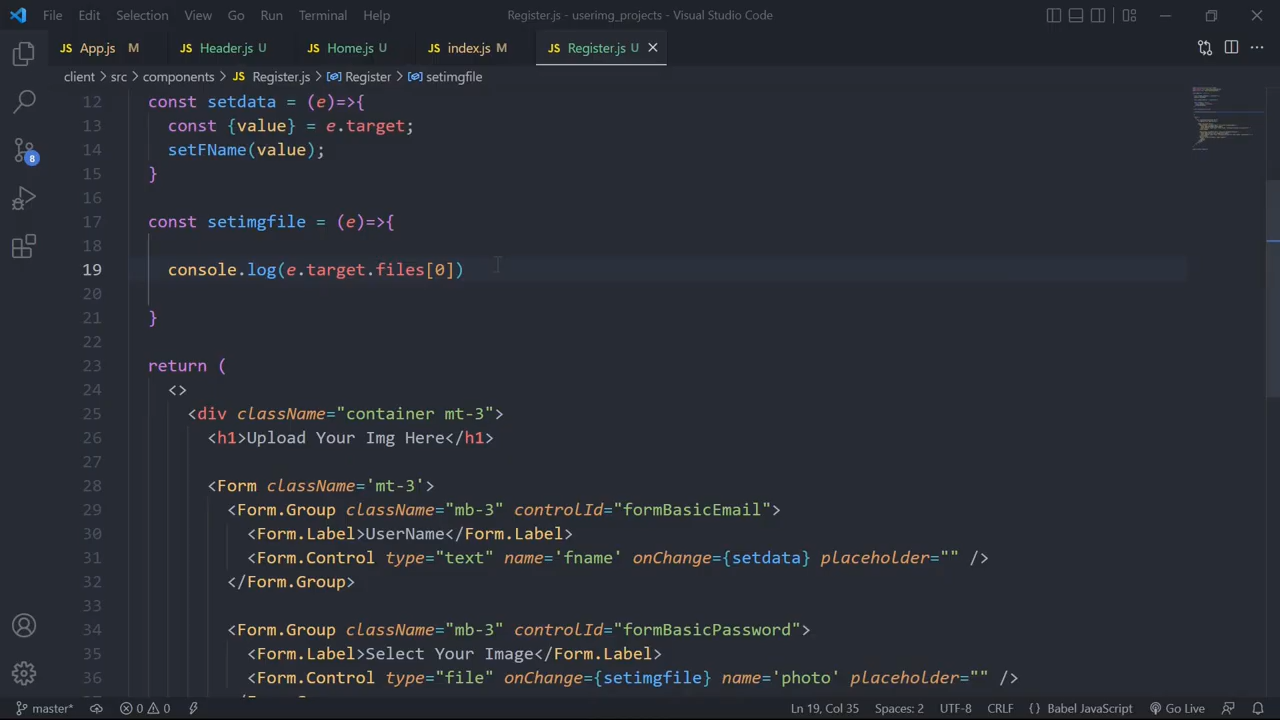 File Edit Selection View Go Run Terminal Help Register.js - userimg_projects - Visual Studio Code
JS App.js M JS Header.js U JS Home.js U JS index.js M JS Register.js U
client > src > components > JS Register.js > Register > setimgfile
12 const setdata = (e)=>{
13 const {value} = e.target;
14 setFName(value);
15 }
16
17 const setimgfile = (e)=>{
18
19 console.log(e.target.files[0])
20
21 }
22
23 return (
24 <>
25 <div className="container mt-3">
26 <h1>Upload Your Img Here</h1>
27
28 <Form className='mt-3'>
29 <Form.Group className="mb-3" controlId="formBasicEmail">
30 <Form.Label>UserName</Form.Label>
31 <Form.Control type="text" name='fname' onChange={setdata} placeholder="" />
32 </Form.Group>
33
34 <Form.Group className="mb-3" controlId="formBasicPassword">
35 <Form.Label>Select Your Image</Form.Label>
36 <Form.Control type="file" onChange={setimgfile} name='photo' placeholder="" />
8
master* 0 0 Ln 19, Col 35 Spaces: 2 UTF-8 CRLF {} Babel JavaScript Go Live